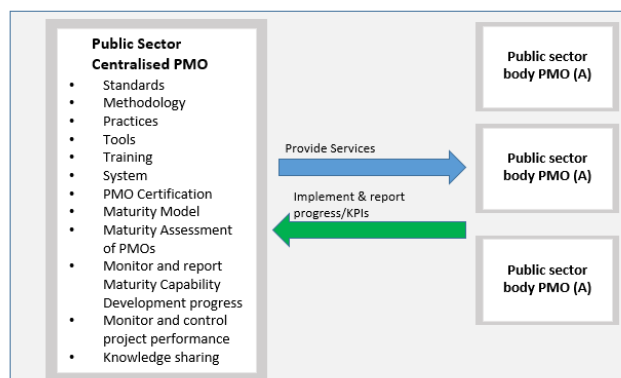 Public Sector
Centralised PMO
• Standards
• Methodology
• Practices
• Tools
• Training
• System
• PMO Certification
• Maturity Model
• Maturity Assessment
of PMOs
• Monitor and report
Maturity Capability
Development progress
• Monitor and control
project performance
• Knowledge sharing
Provide Services
Implement & report
progress/KPIs
Public sector
body PMO (A)
Public sector
body PMO (A)
Public sector
body PMO (A)